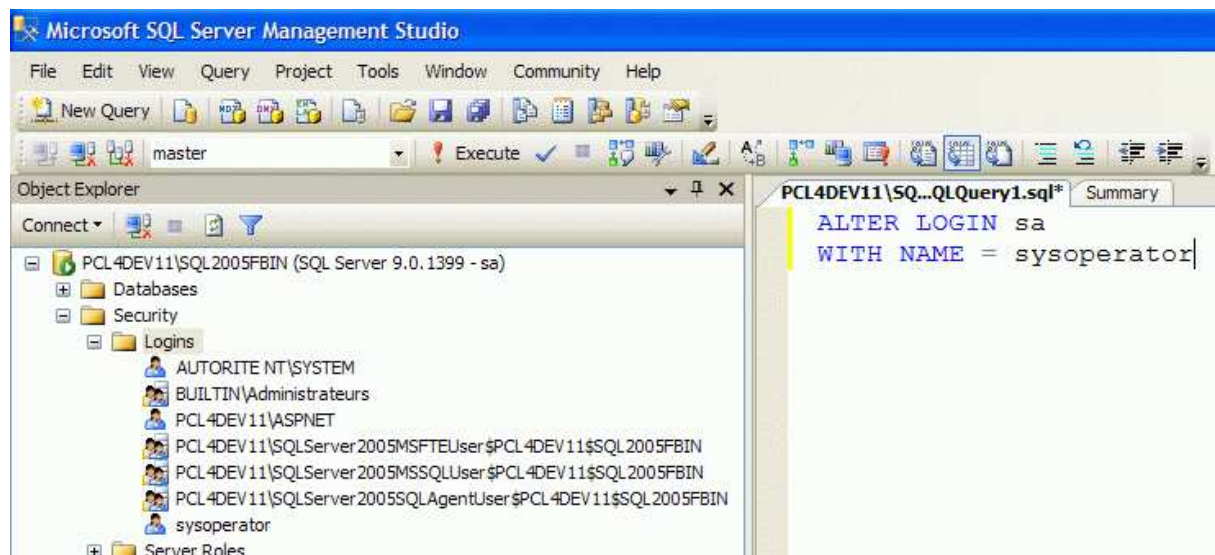 Microsoft SQL Server Management Studio
File Edit View Query Project Tools Window Community Help
New Query
master Execute
Object Explorer
PCL4DEV11\SQ...QLQuery1.sql* Summary
Connect
ALTER LOGIN sa
WITH NAME = sysoperator
PCL4DEV11\SQL2005FBIN (SQL Server 9.0.1399 - sa)
Databases
Security
Logins
AUTORITE NT\SYSTEM
BUILTIN\Administrateurs
PCL4DEV11\ASPNET
PCL4DEV11\SQLServer2005MSFTEUser$PCL4DEV11$SQL2005FBIN
PCL4DEV11\SQLServer2005MSSQLUser$PCL4DEV11$SQL2005FBIN
PCL4DEV11\SQLServer2005SQLAgentUser$PCL4DEV11$SQL2005FBIN
sysoperator
Server Roles